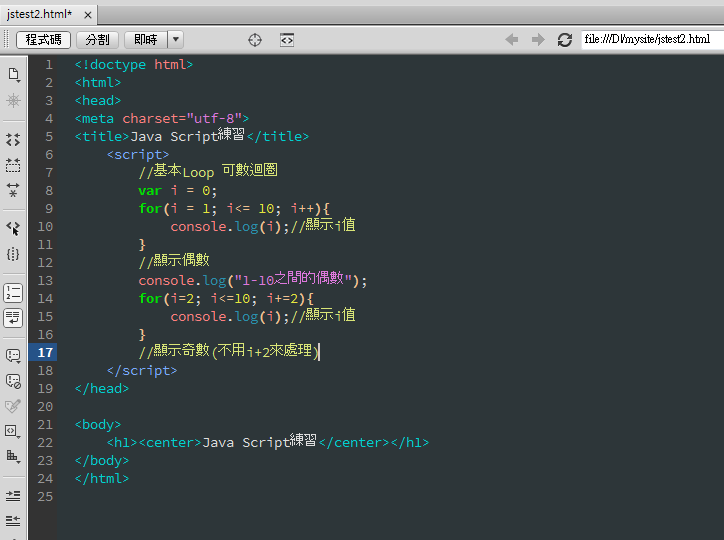 jstest2.html* ×
程式碼 分割 即時 file:///D|/mysite/jstest2.html
1 <!doctype html>
2 <html>
3 <head>
4 <meta charset="utf-8">
5 <title>Java Script練習</title>
6 <script>
7 //基本Loop 可數迴圈
8 var i = 0;
9 for(i = 1; i<= 10; i++){
10 console.log(i);//顯示i值
11 }
12 //顯示偶數
13 console.log("1-10之間的偶數");
14 for(i=2; i<=10; i+=2){
15 console.log(i);//顯示i值
16 }
17 //顯示奇數(不用i+2來處理)
18 </script>
19 </head>
20
21 <body>
22 <h1><center>Java Script練習</center></h1>
23 </body>
24 </html>
25